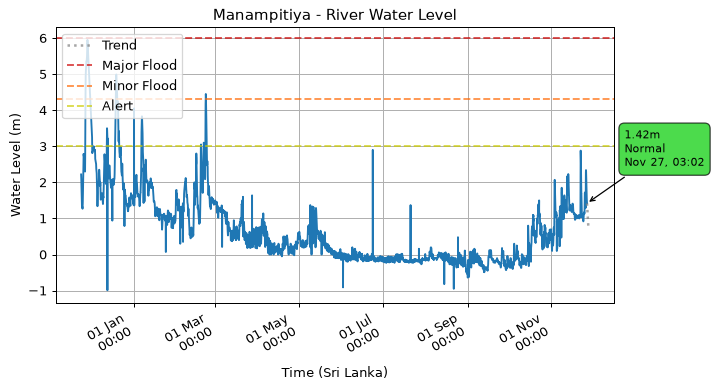 Manampitiya - River Water Level
Water Level (m)
6
5
4
3
2
1
0
−1
Trend
Major Flood
Minor Flood
Alert
1.42m
Normal
Nov 27, 03:02
01 Jan
00:00
01 Mar
00:00
01 May
00:00
01 Jul
00:00
01 Sep
00:00
01 Nov
00:00
Time (Sri Lanka)